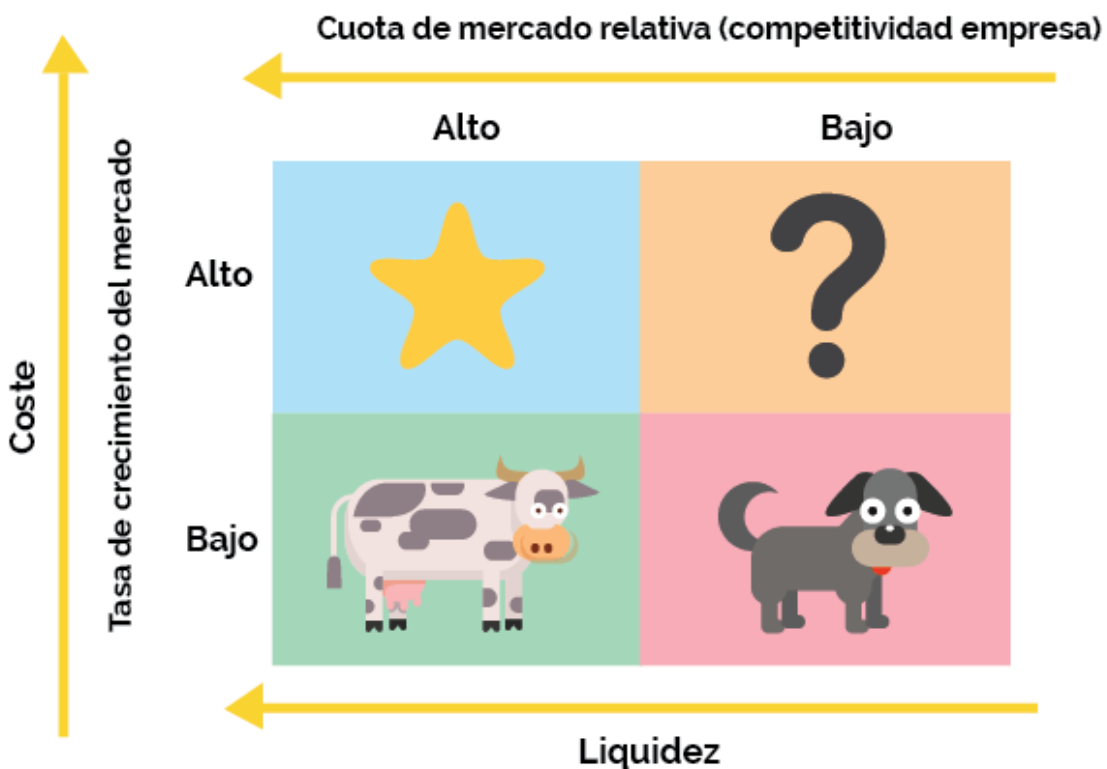 Cuota de mercado relativa (competitividad empresa)
Alto
Bajo
Coste
Tasa de crecimiento del mercado
Alto
?
Bajo
Liquidez